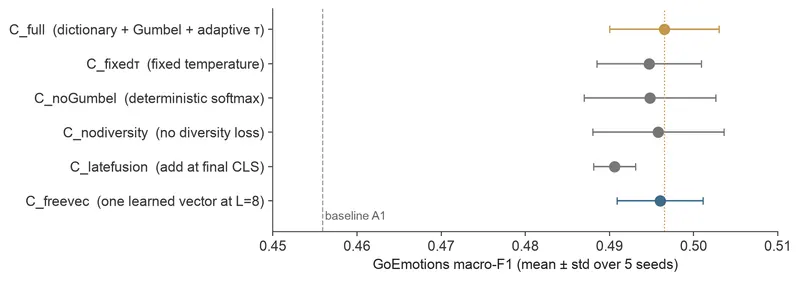 C_full (dictionary + Gumbel + adaptive τ)
C_fixedτ (fixed temperature)
C_noGumbel (deterministic softmax)
C_nodiversity (no diversity loss)
C_latefusion (add at final CLS)
C_freevec (one learned vector at L=8)
baseline A1
0.45 0.46 0.47 0.48 0.49 0.50 0.51
GoEmotions macro-F1 (mean ± std over 5 seeds)